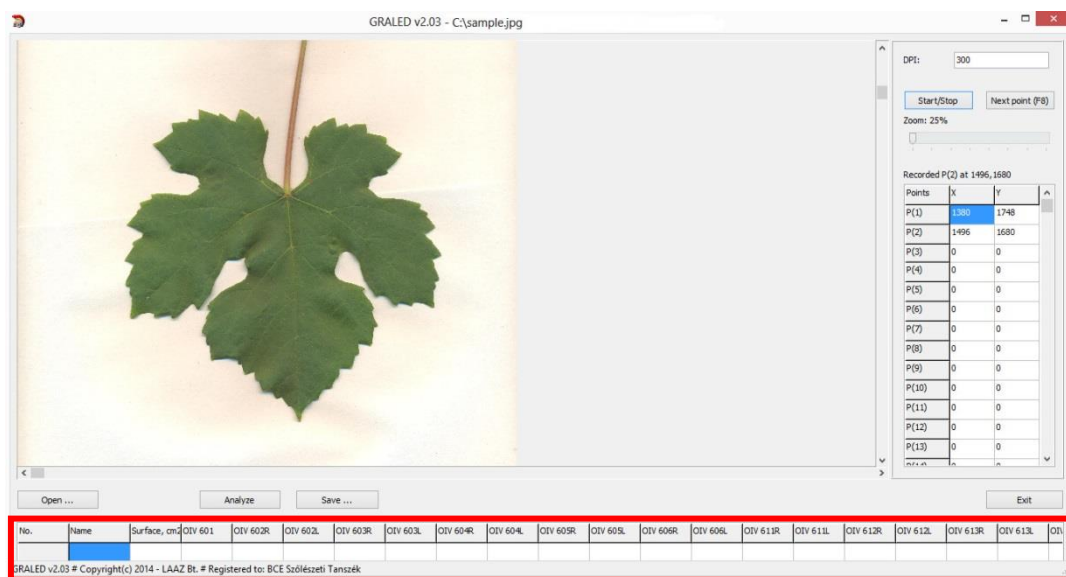 GRALED v2.03 - C:\sample.jpg
DPI: 300
Start/Stop Next point (F8)
Zoom: 25%
Recorded P(2) at 1496,1680
Points X Y
P(1) 1380 1748
P(2) 1496 1680
P(3) 0 0
P(4) 0 0
P(5) 0 0
P(6) 0 0
P(7) 0 0
P(8) 0 0
P(9) 0 0
P(10) 0 0
P(11) 0 0
P(12) 0 0
P(13) 0 0
Open ... Analyze Save ... Exit
No. Name Surface, cm2 OIV 601 OIV 602R OIV 602L OIV 603R OIV 603L OIV 604R OIV 604L OIV 605R OIV 605L OIV 606R OIV 606L OIV 611R OIV 611L OIV 612R OIV 612L OIV 613R OIV 613L
GRALED v2.03 # Copyright(c) 2014 - LAAZ Bt. # Registered to: BCE Szőlészeti Tanszék